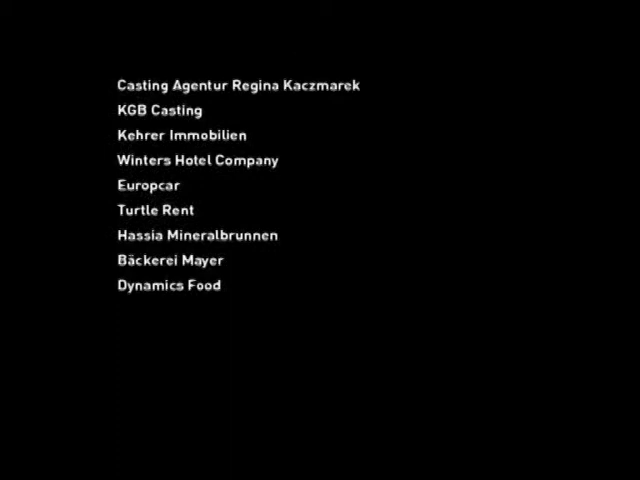 Casting Agentur Regina Kaczmarek
KGB Casting
Kehrer Immobilien
Winters Hotel Company
Europcar
Turtle Rent
Hassia Mineralbrunnen
Bäckerei Mayer
Dynamics Food